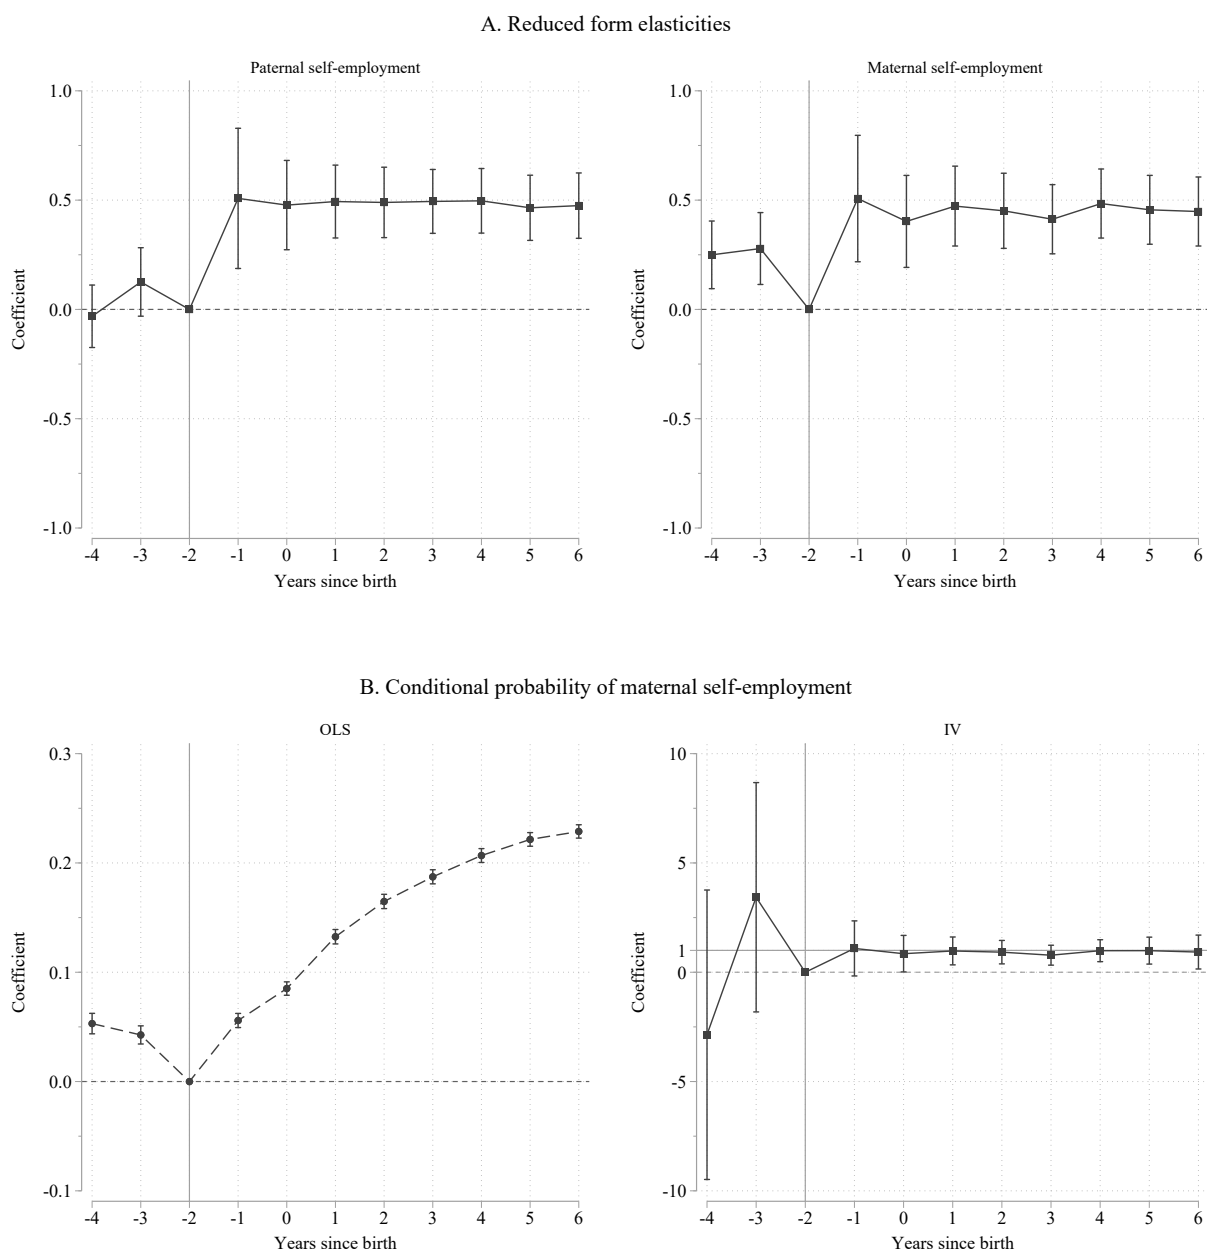 A. Reduced form elasticities
Paternal self-employment
1.0
0.5
0.0
-0.5
-1.0
Coefficient
-4 -3 -2 -1 0 1 2 3 4 5 6
Years since birth
Maternal self-employment
1.0
0.5
0.0
-0.5
-1.0
Coefficient
-4 -3 -2 -1 0 1 2 3 4 5 6
Years since birth
B. Conditional probability of maternal self-employment
OLS
0.3
0.2
0.1
0.0
-0.1
Coefficient
-4 -3 -2 -1 0 1 2 3 4 5 6
Years since birth
IV
10
5
1
0
-5
-10
Coefficient
-4 -3 -2 -1 0 1 2 3 4 5 6
Years since birth